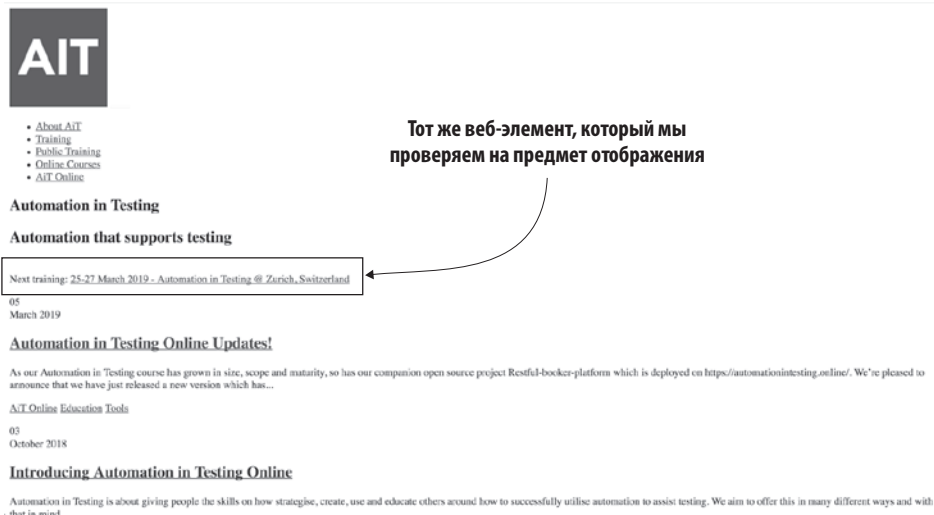 AIT
• About AiT
• Training
• Public Training
• Online Courses
• AiT Online
Тот же веб-элемент, который мы
проверяем на предмет отображения
Automation in Testing
Automation that supports testing
Next training: 25-27 March 2019 - Automation in Testing @ Zurich, Switzerland
05
March 2019
Automation in Testing Online Updates!
As our Automation in Testing course has grown in size, scope and maturity, so has our companion open source project Restful-booker-platform which is deployed on https://automationintesting.online/. We're pleased to
announce that we have just released a new version which has...
AiT Online Education Tools
03
October 2018
Introducing Automation in Testing Online
Automation in Testing is about giving people the skills on how strategise, create, use and educate others around how to successfully utilise automation to assist testing. We aim to offer this in many different ways and with
that in mind